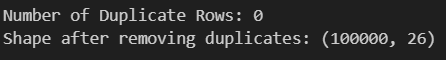 Number of Duplicate Rows: 0
Shape after removing duplicates: (100000, 26)